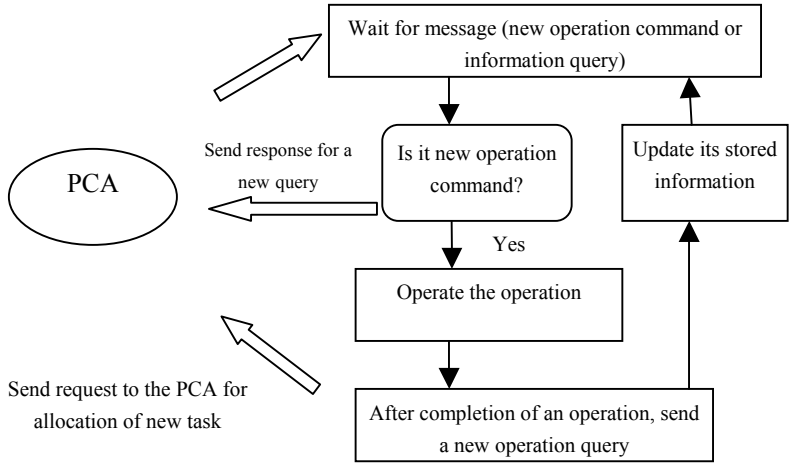 Wait for message (new operation command or
information query)
Send response for a
new query
PCA
Is it new operation
command?
Update its stored
information
Yes
Operate the operation
Send request to the PCA for
allocation of new task
After completion of an operation, send
a new operation query